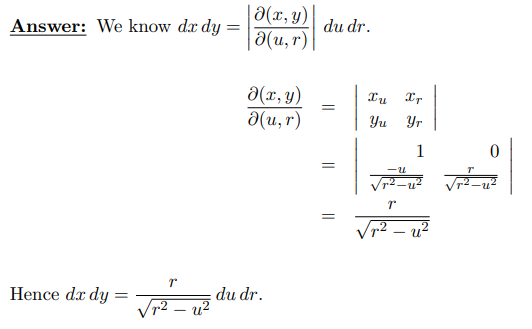 Answer: We know dx dy = |∂(x, y)/∂(u, r)| du dr.
∂(x, y)/∂(u, r) = | x_u x_r |
| y_u y_r |
= | 1 0 |
| −u/√(r² − u²) r/√(r² − u²) |
= r/√(r² − u²)
Hence dx dy = r/√(r² − u²) du dr.